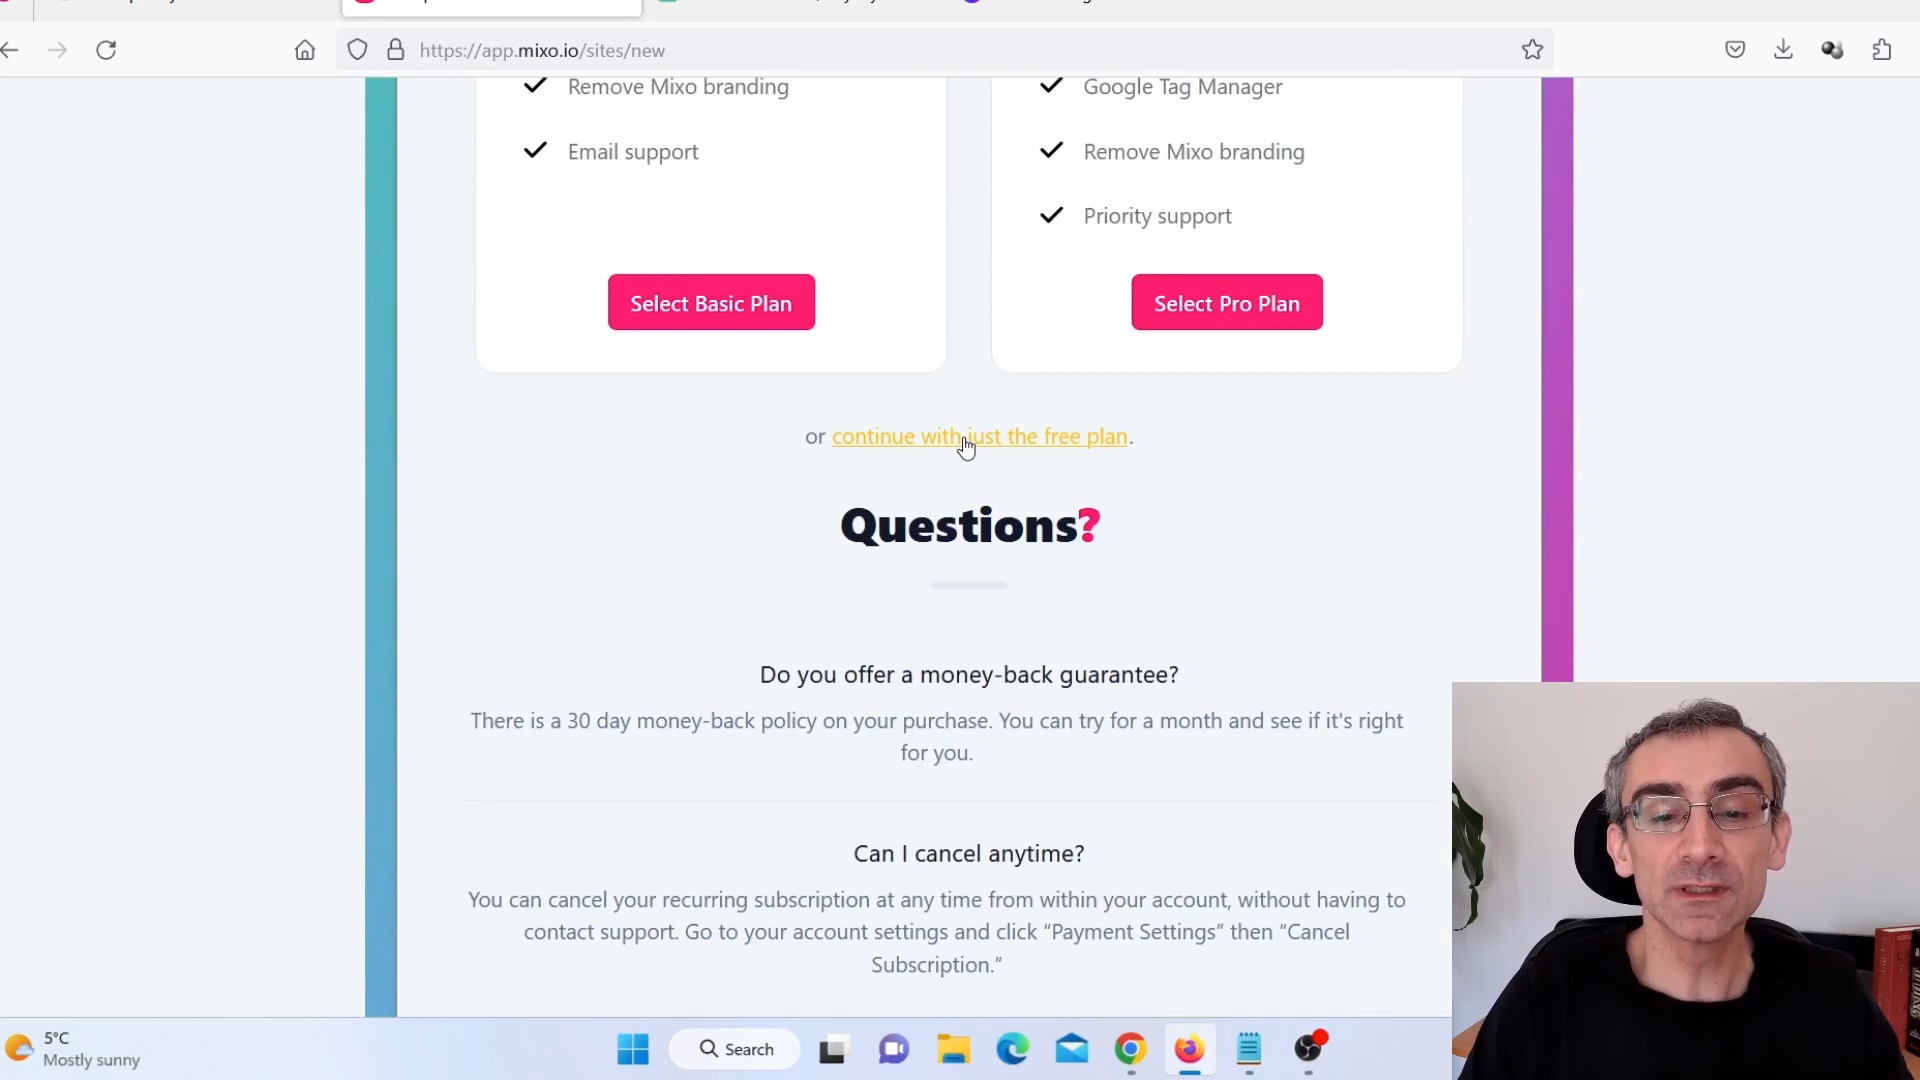 https://app.mixo.io/sites/new
Remove Mixo branding
Email support
Select Basic Plan
Google Tag Manager
Remove Mixo branding
Priority support
Select Pro Plan
or continue with just the free plan.
Questions?
Do you offer a money-back guarantee?
There is a 30 day money-back policy on your purchase. You can try for a month and see if it's right
for you.
Can I cancel anytime?
You can cancel your recurring subscription at any time from within your account, without having to
contact support. Go to your account settings and click “Payment Settings” then “Cancel
Subscription.”
5°C
Mostly sunny
Search